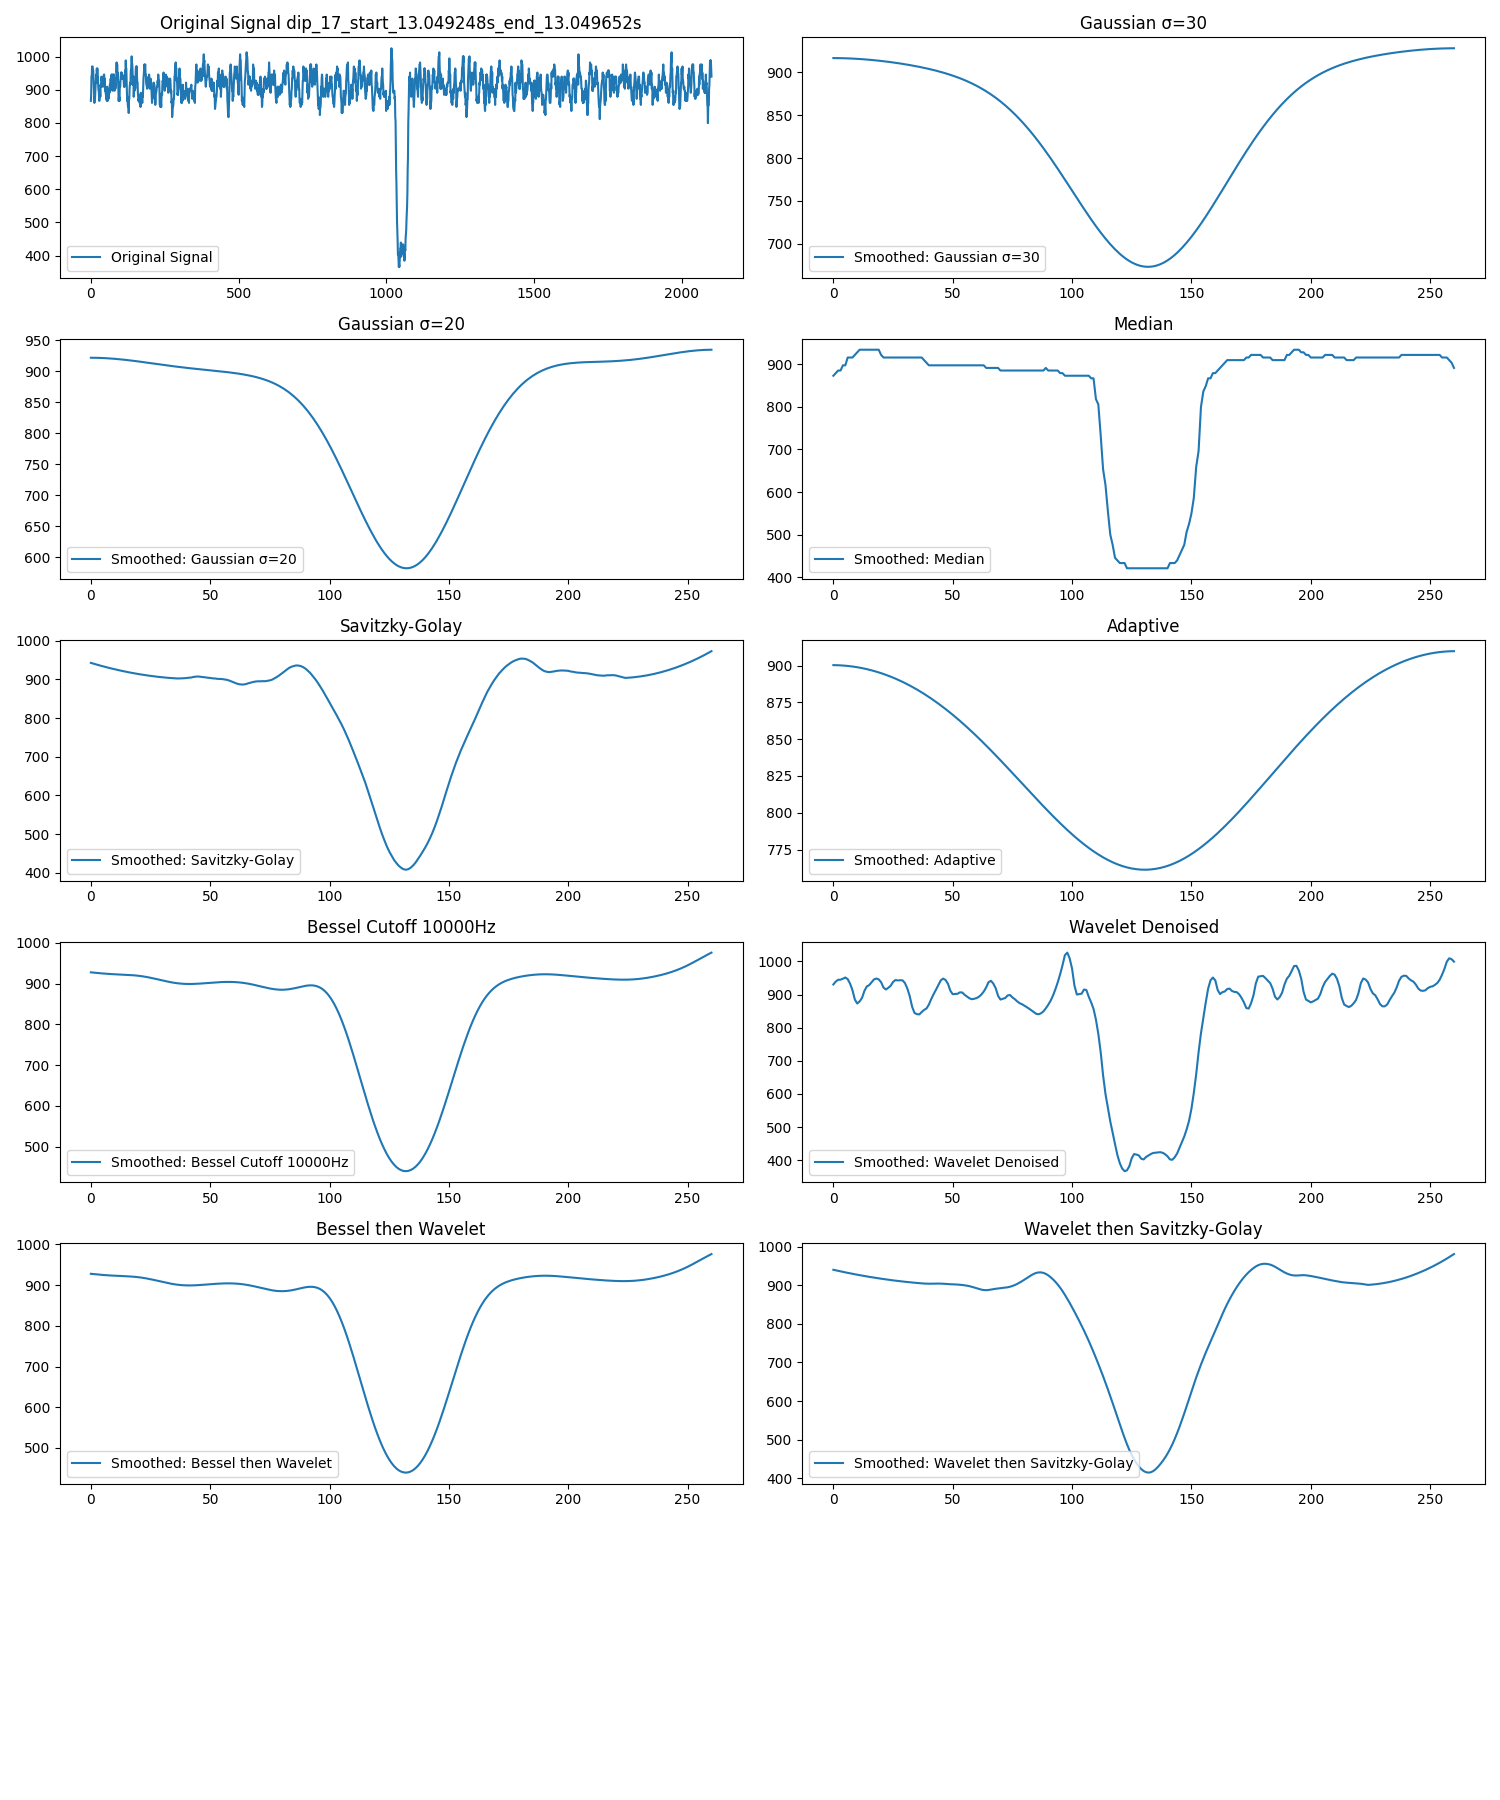 Original Signal dip_17_start_13.049248s_end_13.049652s
1000
900
800
700
600
500
400
Original Signal
0 500 1000 1500 2000
Gaussian σ=30
900
850
800
750
700
Smoothed: Gaussian σ=30
0 50 100 150 200 250
Gaussian σ=20
950
900
850
800
750
700
650
600
Smoothed: Gaussian σ=20
0 50 100 150 200 250
Median
900
800
700
600
500
400
Smoothed: Median
0 50 100 150 200 250
Savitzky-Golay
1000
900
800
700
600
500
400
Smoothed: Savitzky-Golay
0 50 100 150 200 250
Adaptive
900
875
850
825
800
775
Smoothed: Adaptive
0 50 100 150 200 250
Bessel Cutoff 10000Hz
1000
900
800
700
600
500
Smoothed: Bessel Cutoff 10000Hz
0 50 100 150 200 250
Wavelet Denoised
1000
900
800
700
600
500
400
Smoothed: Wavelet Denoised
0 50 100 150 200 250
Bessel then Wavelet
1000
900
800
700
600
500
Smoothed: Bessel then Wavelet
0 50 100 150 200 250
Wavelet then Savitzky-Golay
1000
900
800
700
600
500
400
Smoothed: Wavelet then Savitzky-Golay
0 50 100 150 200 250